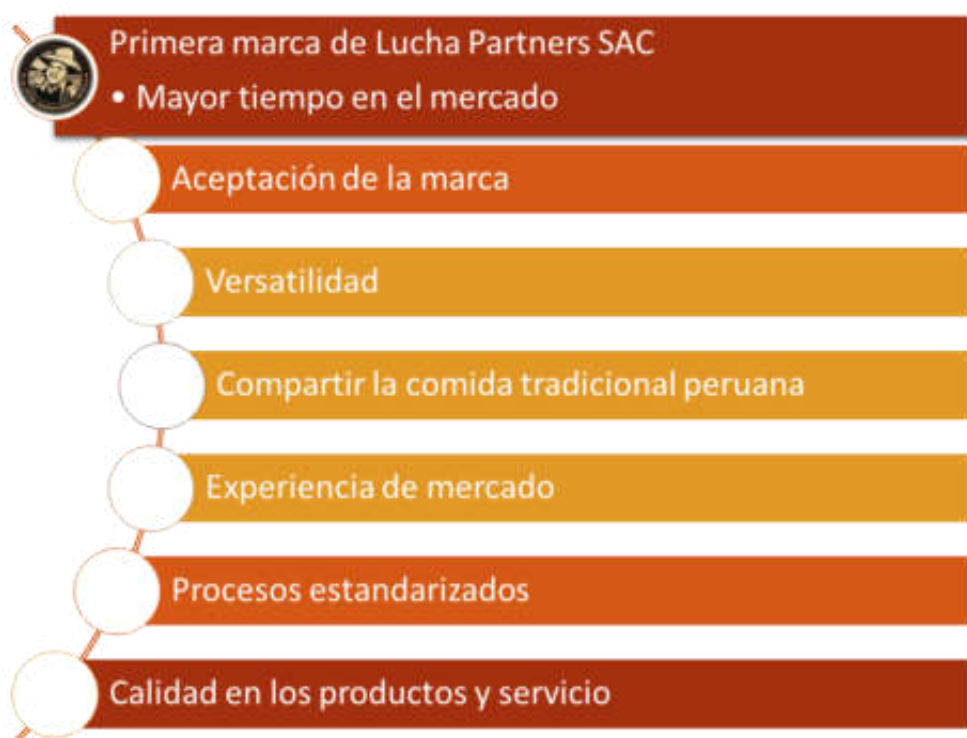 Primera marca de Lucha Partners SAC
• Mayor tiempo en el mercado
Aceptación de la marca
Versatilidad
Compartir la comida tradicional peruana
Experiencia de mercado
Procesos estandarizados
Calidad en los productos y servicio